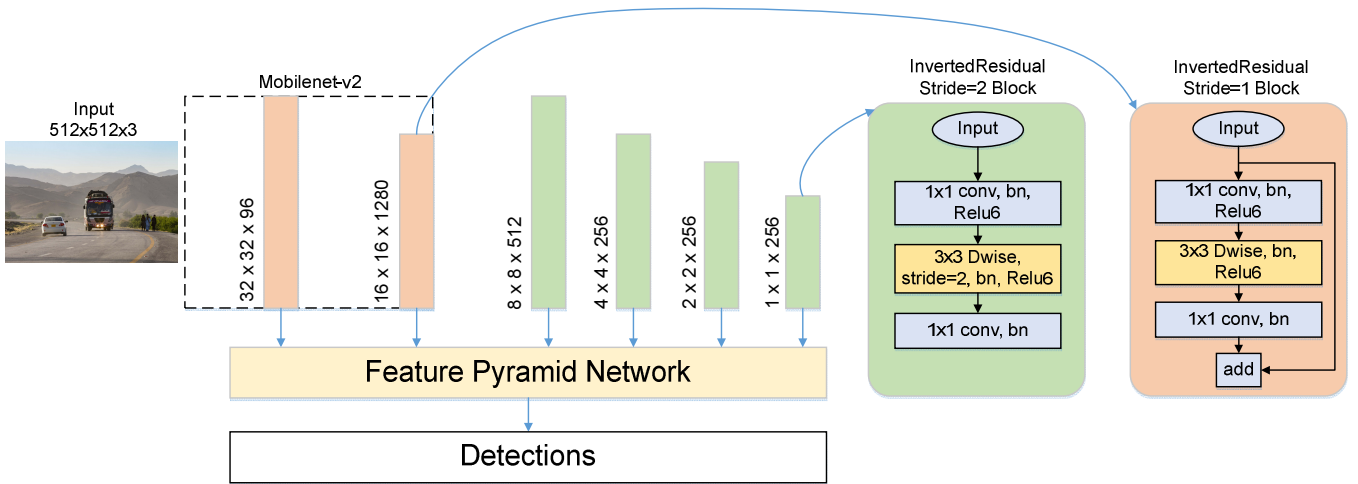 Input
512x512x3
Mobilenet-v2
32 x 32 x 96
16 x 16 x 1280
8 x 8 x 512
4 x 4 x 256
2 x 2 x 256
1 x 1 x 256
Feature Pyramid Network
Detections
InvertedResidual
Stride=2 Block
Input
1x1 conv, bn,
Relu6
3x3 Dwise,
stride=2, bn, Relu6
1x1 conv, bn
InvertedResidual
Stride=1 Block
Input
1x1 conv, bn,
Relu6
3x3 Dwise, bn,
Relu6
1x1 conv, bn
add